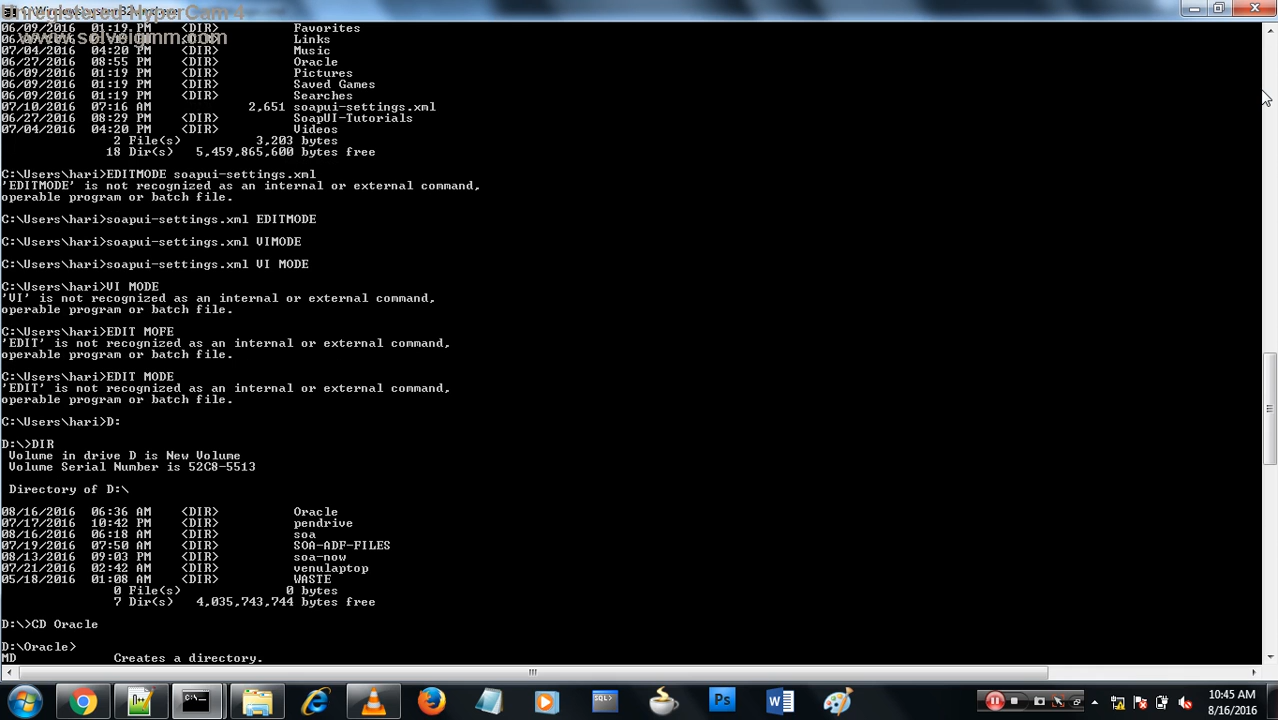 Unregistered HyperCam 4
www.solveigmm.com
06/09/2016 01:19 PM <DIR> Favorites
06/09/2016 01:19 PM <DIR> Links
07/04/2016 04:20 PM <DIR> Music
06/27/2016 08:55 PM <DIR> Oracle
06/09/2016 01:19 PM <DIR> Pictures
06/09/2016 01:19 PM <DIR> Saved Games
06/09/2016 01:19 PM <DIR> Searches
07/10/2016 07:16 AM 2,651 soapui-settings.xml
06/27/2016 08:29 PM <DIR> SoapUI-Tutorials
07/04/2016 04:20 PM <DIR> Videos
2 File(s) 3,203 bytes
18 Dir(s) 5,459,865,600 bytes free
C:\Users\hari>EDITMODE soapui-settings.xml
'EDITMODE' is not recognized as an internal or external command,
operable program or batch file.
C:\Users\hari>soapui-settings.xml EDITMODE
C:\Users\hari>soapui-settings.xml VIMODE
C:\Users\hari>soapui-settings.xml VI MODE
C:\Users\hari>VI MODE
'VI' is not recognized as an internal or external command,
operable program or batch file.
C:\Users\hari>EDIT MOFE
'EDIT' is not recognized as an internal or external command,
operable program or batch file.
C:\Users\hari>EDIT MODE
'EDIT' is not recognized as an internal or external command,
operable program or batch file.
C:\Users\hari>D:
D:\>DIR
Volume in drive D is New Volume
Volume Serial Number is 52C8-5513
Directory of D:\
08/16/2016 06:36 AM <DIR> Oracle
07/17/2016 10:42 PM <DIR> pendrive
08/16/2016 06:18 AM <DIR> soa
07/19/2016 07:50 AM <DIR> SOA-ADF-FILES
08/13/2016 09:03 PM <DIR> soa-now
07/21/2016 02:42 AM <DIR> venulaptop
05/18/2016 01:08 AM <DIR> WASTE
0 File(s) 0 bytes
7 Dir(s) 4,035,743,744 bytes free
D:\>CD Oracle
D:\Oracle>
MD Creates a directory.
SQL>
Ps
10:45 AM
8/16/2016